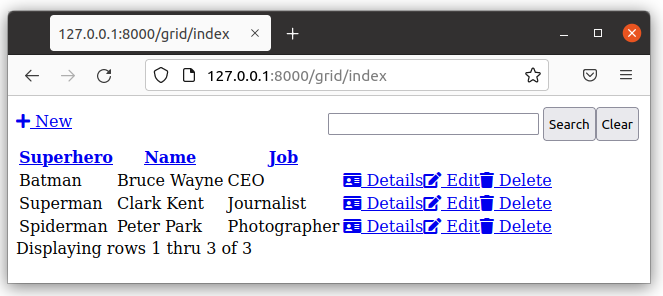 127.0.0.1:8000/grid/index
127.0.0.1:8000/grid/index
New Search Clear
Superhero Name Job
Batman Bruce Wayne CEO Details Edit Delete
Superman Clark Kent Journalist Details Edit Delete
Spiderman Peter Park Photographer Details Edit Delete
Displaying rows 1 thru 3 of 3